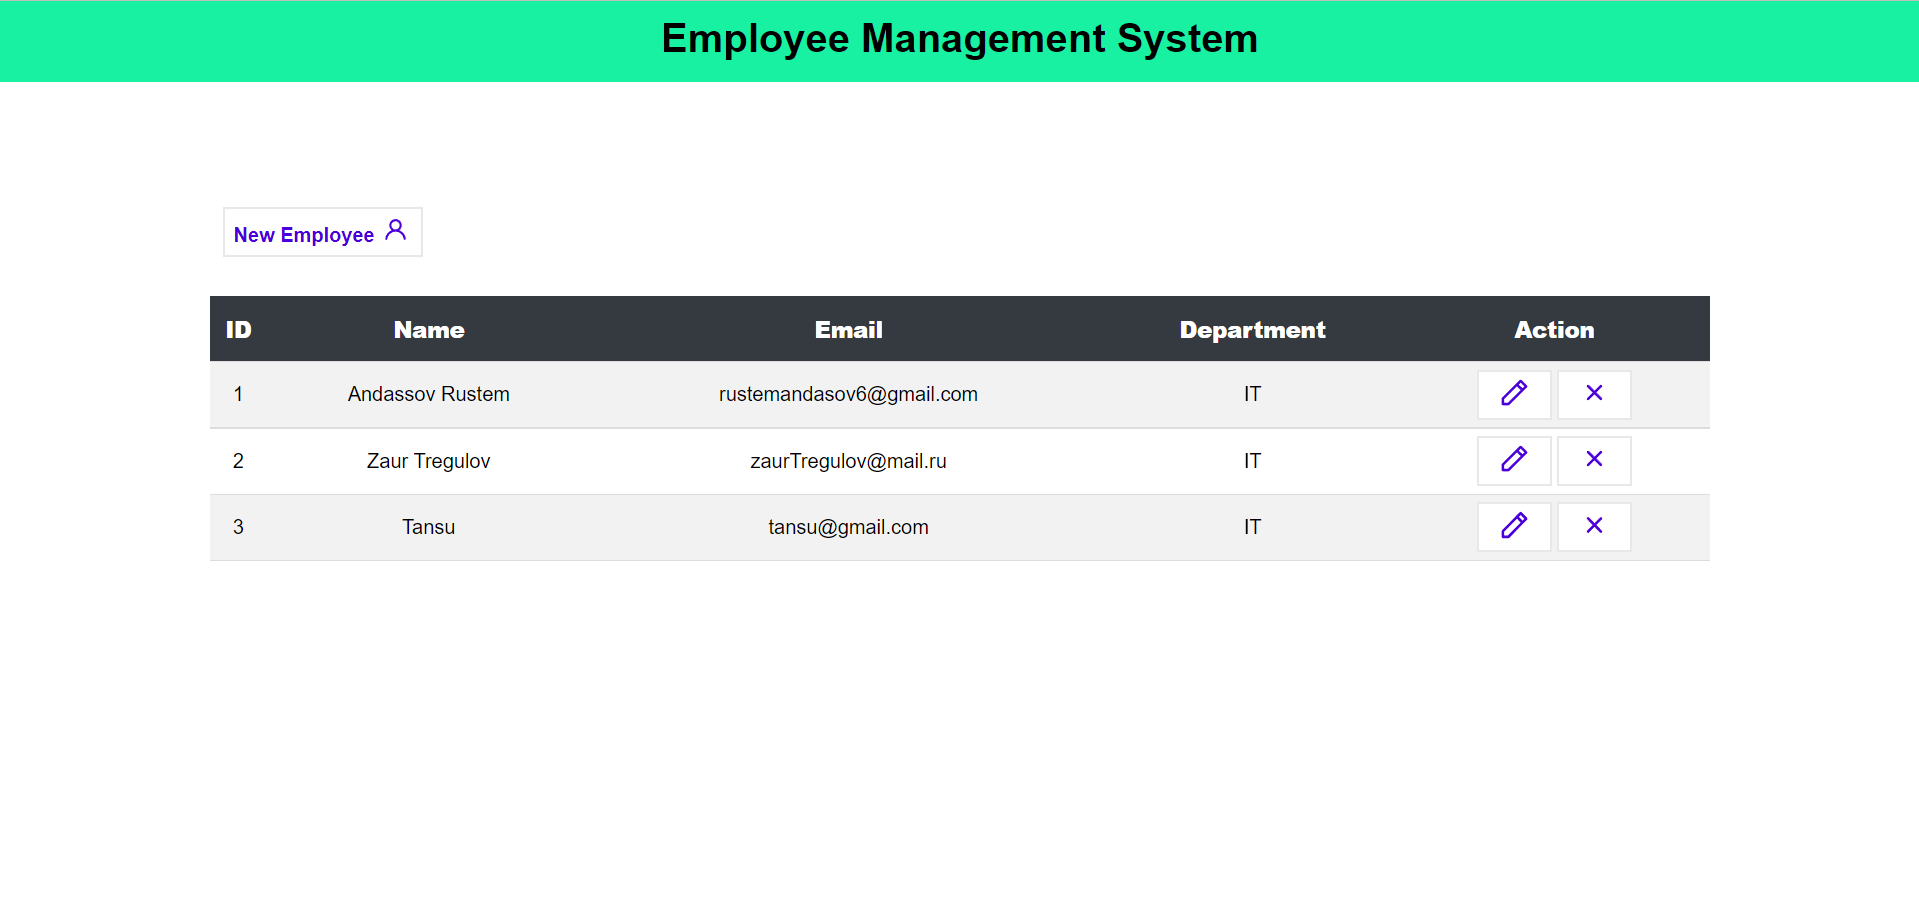 Employee Management System
New Employee
ID Name Email Department Action
1 Andassov Rustem rustemandasov6@gmail.com IT
2 Zaur Tregulov zaurTregulov@mail.ru IT
3 Tansu tansu@gmail.com IT